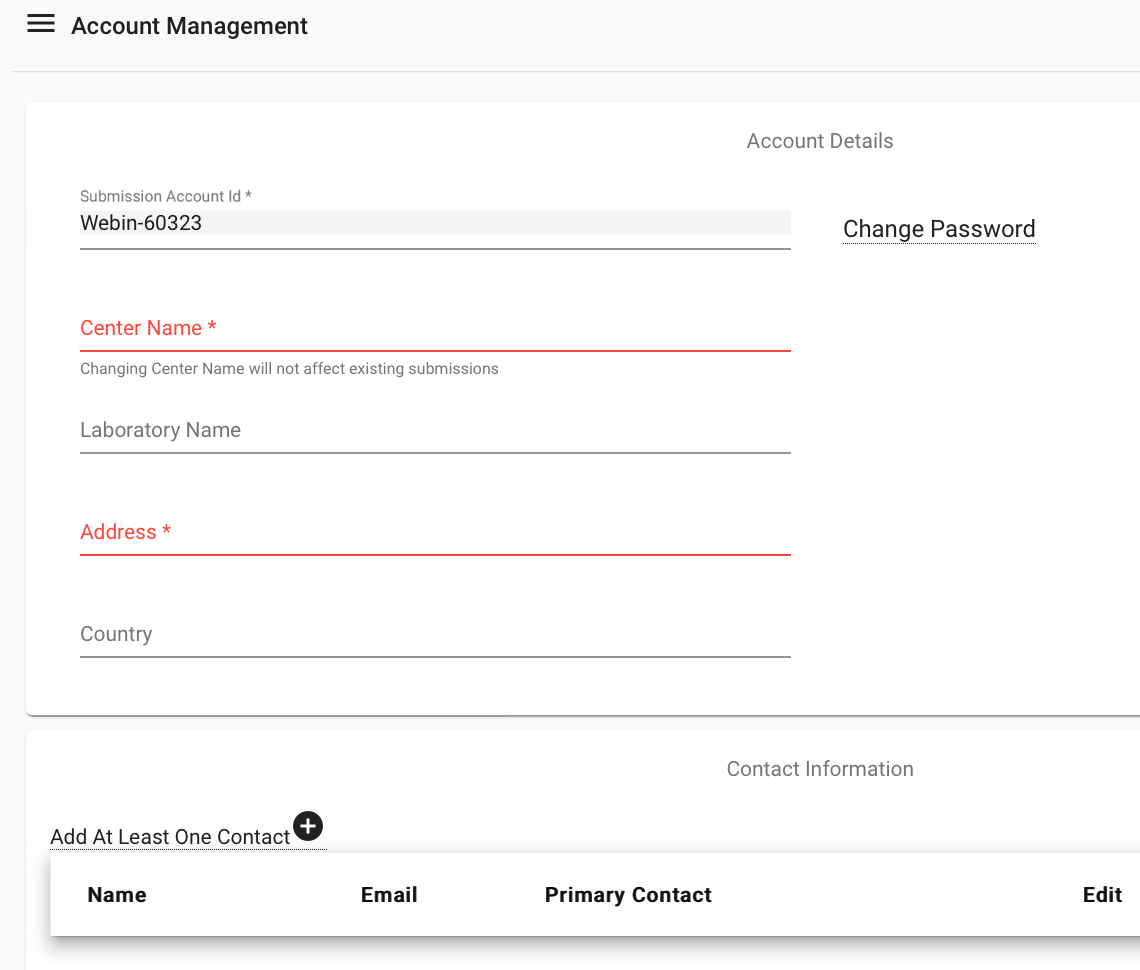 Account Management
Account Details
Submission Account Id *
Webin-60323
Change Password
Center Name *
Changing Center Name will not affect existing submissions
Laboratory Name
Address *
Country
Contact Information
Add At Least One Contact
Name Email Primary Contact Edit